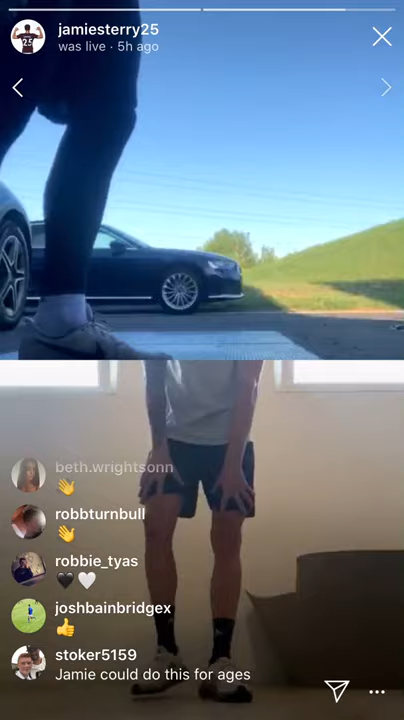 jamiesterry25
was live · 5h ago
beth.wrightsonn
👋
robbturnbull
👋
robbie_tyas
🖤🤍
joshbainbridgex
👍
stoker5159
Jamie could do this for ages